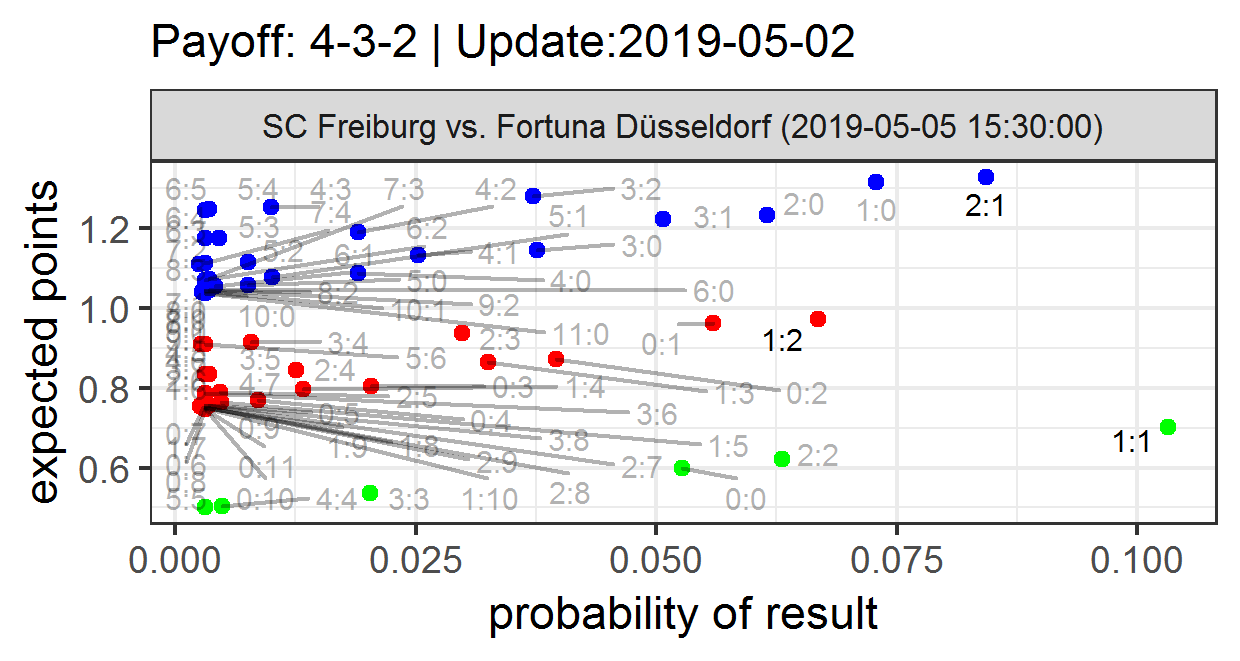 Payoff: 4-3-2 | Update:2019-05-02
SC Freiburg vs. Fortuna Düsseldorf (2019-05-05 15:30:00)
expected points
1.2
1.0
0.8
0.6
6:5 5:4 4:3 7:3 4:2 3:2
7:4 5:1 3:1 2:0 1:0 2:1
5:3 6:2
5:2 6:1 4:1 3:0
5:0 4:0 6:0
8:2 9:2
10:0 10:1 11:0
2:3 0:1 1:2
3:4
3:5 5:6
2:4
4:7 0:3 1:4 1:3 0:2
2:5
0:5 0:4 3:6
0:9 1:9 1:8 3:8 1:5
0:6 0:11 2:9 2:7 2:2 1:1
0:8
5:5 0:10 4:4 3:3 1:10 2:8 0:0
0.000 0.025 0.050 0.075 0.100
probability of result